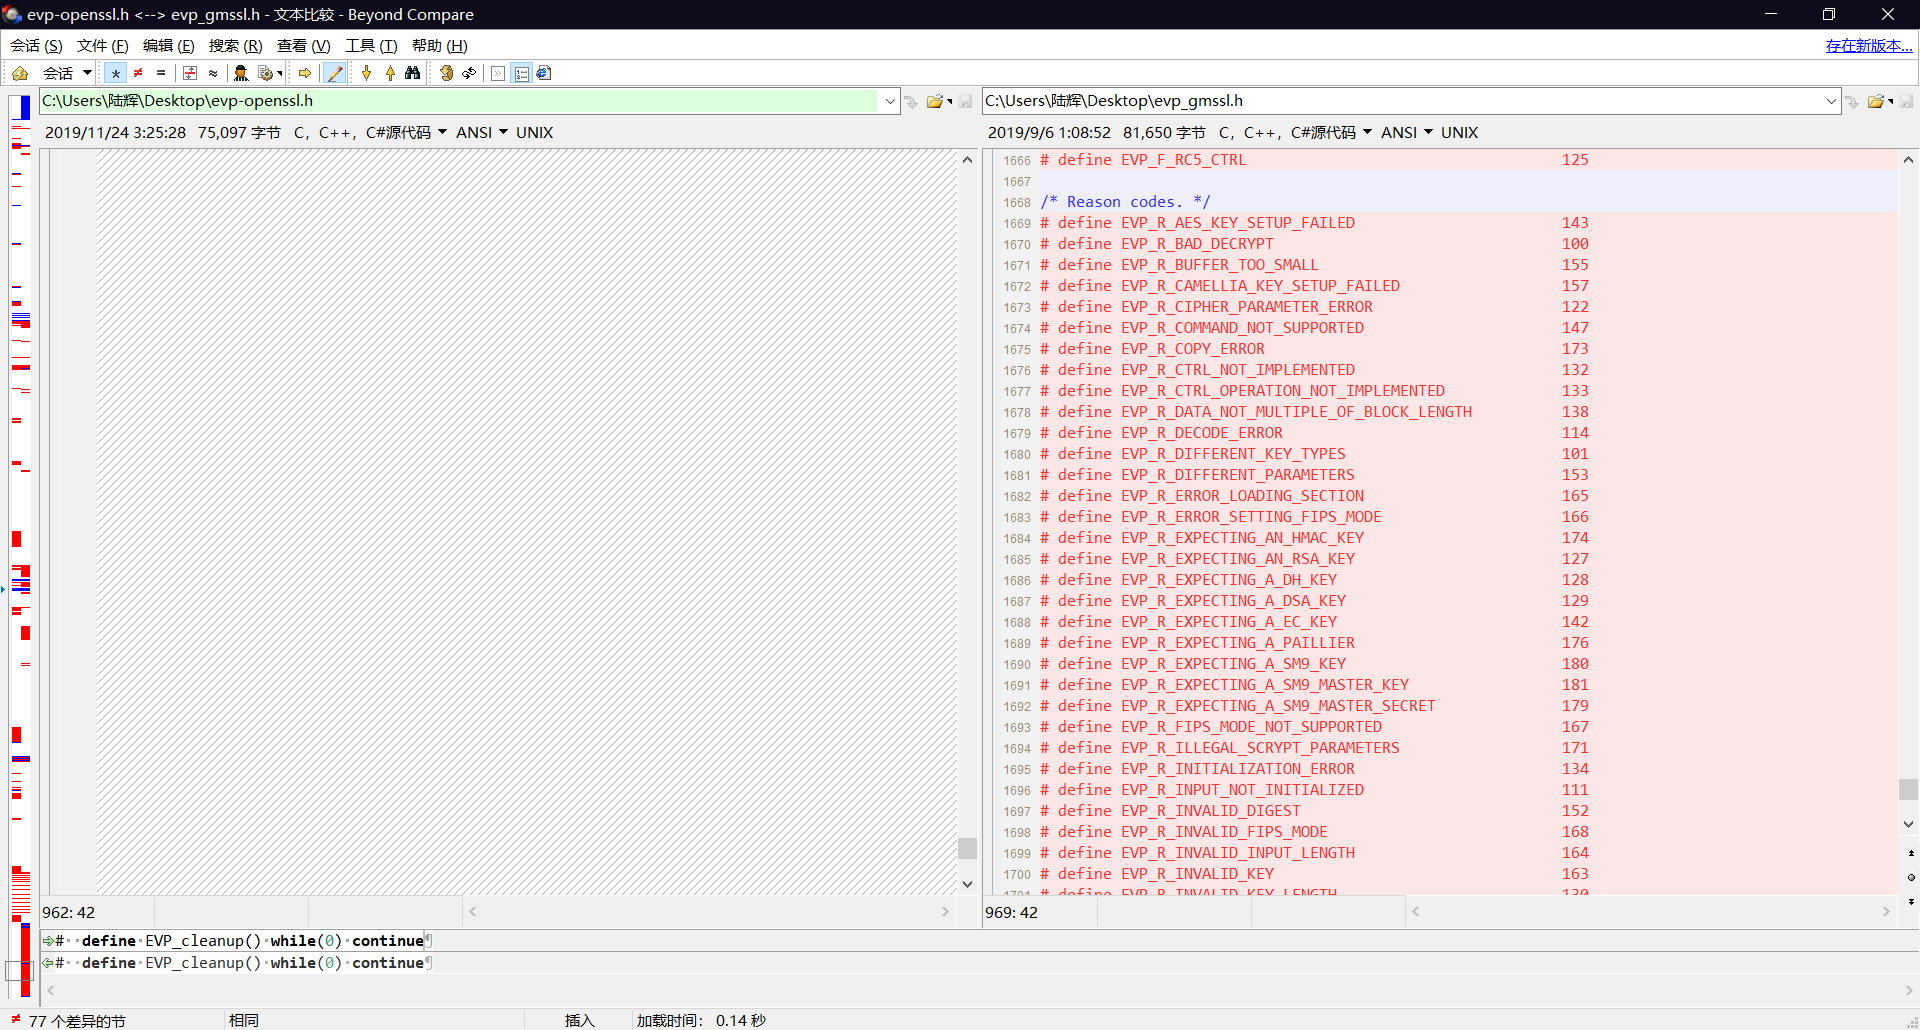 evp-openssl.h <--> evp_gmssl.h - 文本比较 - Beyond Compare
会话 (S) 文件 (F) 编辑 (E) 搜索 (R) 查看 (V) 工具 (T) 帮助 (H) 存在新版本...
会话
C:\Users\陆辉\Desktop\evp-openssl.h
2019/11/24 3:25:28 75,097 字节 C, C++, C#源代码 ANSI UNIX
C:\Users\陆辉\Desktop\evp_gmssl.h
2019/9/6 1:08:52 81,650 字节 C, C++, C#源代码 ANSI UNIX
1666 # define EVP_F_RC5_CTRL 125
1667
1668 /* Reason codes. */
1669 # define EVP_R_AES_KEY_SETUP_FAILED 143
1670 # define EVP_R_BAD_DECRYPT 100
1671 # define EVP_R_BUFFER_TOO_SMALL 155
1672 # define EVP_R_CAMELLIA_KEY_SETUP_FAILED 157
1673 # define EVP_R_CIPHER_PARAMETER_ERROR 122
1674 # define EVP_R_COMMAND_NOT_SUPPORTED 147
1675 # define EVP_R_COPY_ERROR 173
1676 # define EVP_R_CTRL_NOT_IMPLEMENTED 132
1677 # define EVP_R_CTRL_OPERATION_NOT_IMPLEMENTED 133
1678 # define EVP_R_DATA_NOT_MULTIPLE_OF_BLOCK_LENGTH 138
1679 # define EVP_R_DECODE_ERROR 114
1680 # define EVP_R_DIFFERENT_KEY_TYPES 101
1681 # define EVP_R_DIFFERENT_PARAMETERS 153
1682 # define EVP_R_ERROR_LOADING_SECTION 165
1683 # define EVP_R_ERROR_SETTING_FIPS_MODE 166
1684 # define EVP_R_EXPECTING_AN_HMAC_KEY 174
1685 # define EVP_R_EXPECTING_AN_RSA_KEY 127
1686 # define EVP_R_EXPECTING_A_DH_KEY 128
1687 # define EVP_R_EXPECTING_A_DSA_KEY 129
1688 # define EVP_R_EXPECTING_A_EC_KEY 142
1689 # define EVP_R_EXPECTING_A_PAILLIER 176
1690 # define EVP_R_EXPECTING_A_SM9_KEY 180
1691 # define EVP_R_EXPECTING_A_SM9_MASTER_KEY 181
1692 # define EVP_R_EXPECTING_A_SM9_MASTER_SECRET 179
1693 # define EVP_R_FIPS_MODE_NOT_SUPPORTED 167
1694 # define EVP_R_ILLEGAL_SCRYPT_PARAMETERS 171
1695 # define EVP_R_INITIALIZATION_ERROR 134
1696 # define EVP_R_INPUT_NOT_INITIALIZED 111
1697 # define EVP_R_INVALID_DIGEST 152
1698 # define EVP_R_INVALID_FIPS_MODE 168
1699 # define EVP_R_INVALID_INPUT_LENGTH 164
1700 # define EVP_R_INVALID_KEY 163
1701 # define EVP_R_INVALID_KEY_LENGTH 130
962: 42
969: 42
#··define·EVP_cleanup()·while(0)·continue¶
#··define·EVP_cleanup()·while(0)·continue¶
≠ 77 个差异的节 相同 插入 加载时间: 0.14 秒